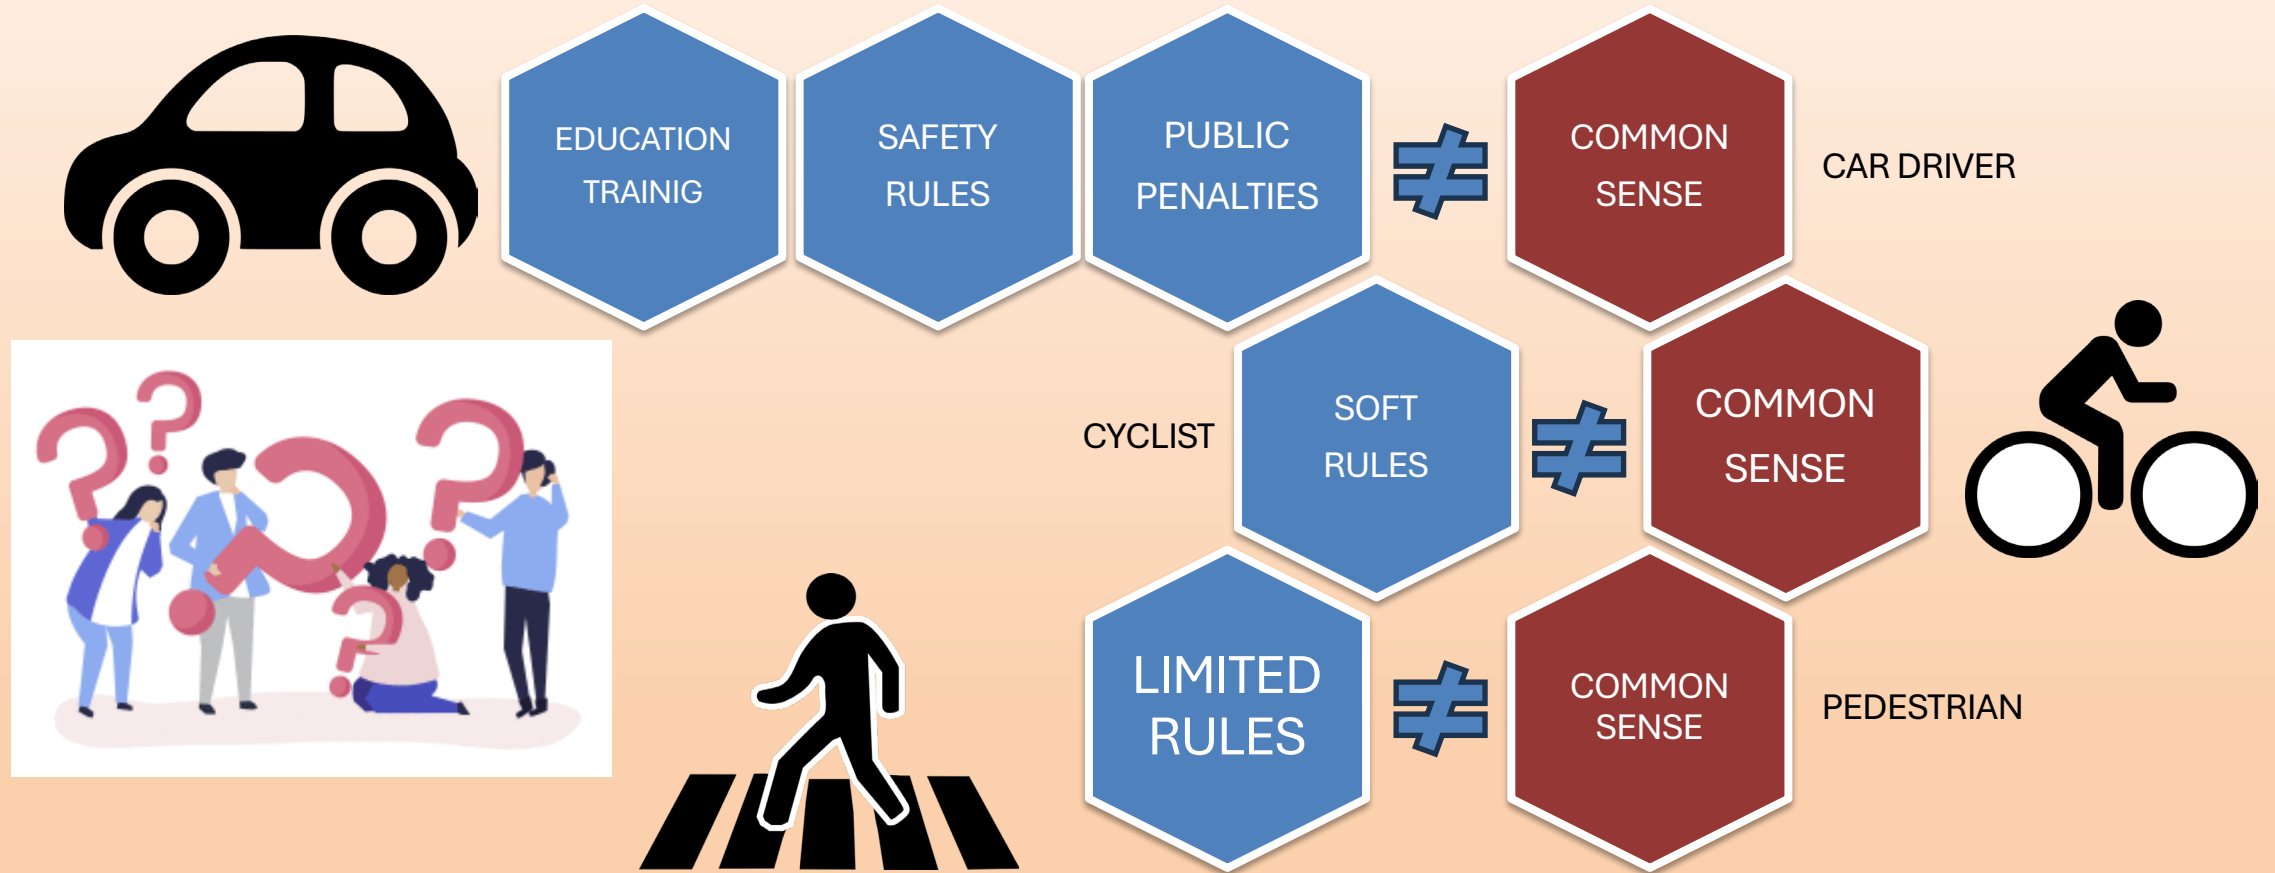 EDUCATION
TRAINIG
SAFETY
RULES
PUBLIC
PENALTIES
≠
COMMON
SENSE
CAR DRIVER
CYCLIST
SOFT
RULES
≠
COMMON
SENSE
LIMITED
RULES
≠
COMMON
SENSE
PEDESTRIAN